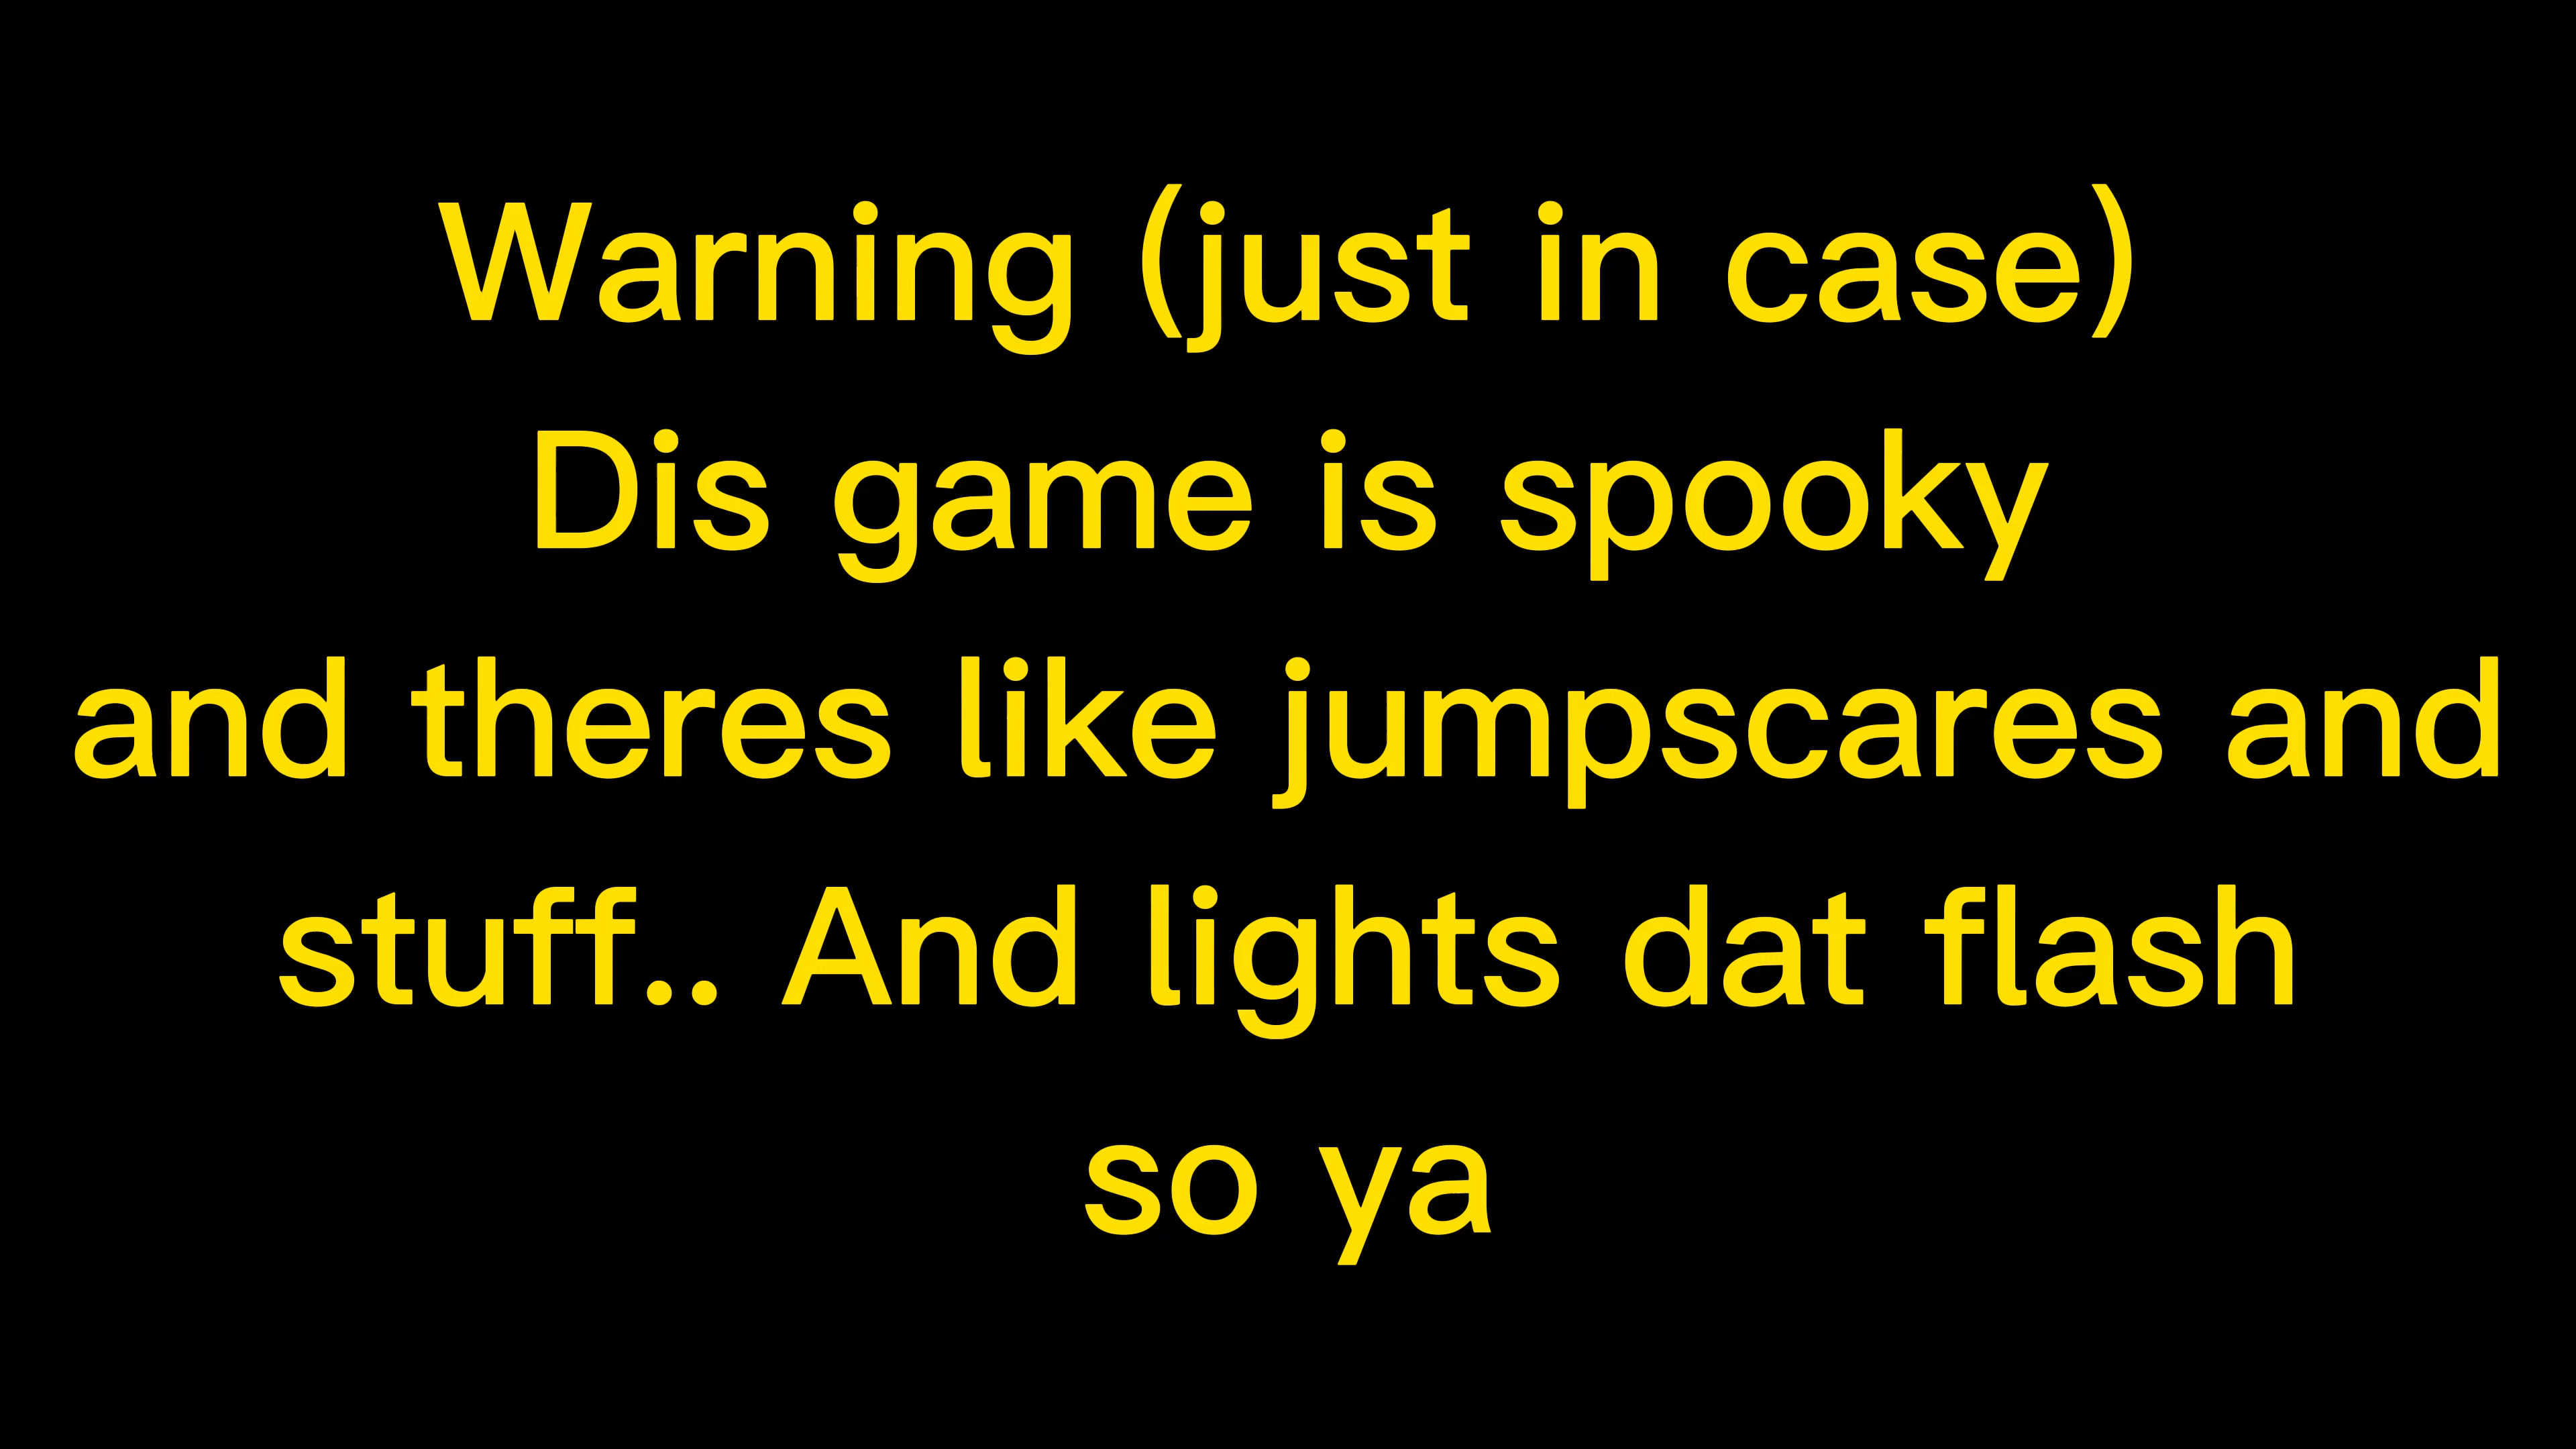 Warning (just in case)
Dis game is spooky
and theres like jumpscares and
stuff.. And lights dat flash
so ya